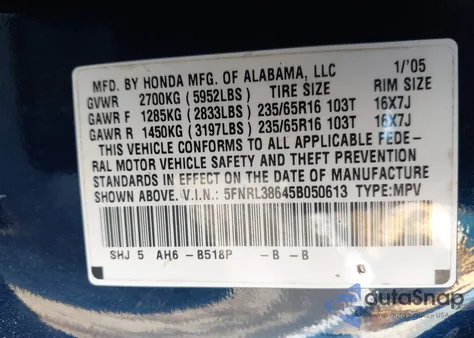 MFD. BY HONDA MFG. OF ALABAMA, LLC 1/'05
GVWR 2700KG (5952LBS) TIRE SIZE RIM SIZE
GAWR F 1285KG (2833LBS) 235/65R16 103T 16X7J
GAWR R 1450KG (3197LBS) 235/65R16 103T 16X7J
THIS VEHICLE CONFORMS TO ALL APPLICABLE FEDE-
RAL MOTOR VEHICLE SAFETY AND THEFT PREVENTION
STANDARDS IN EFFECT ON THE DATE OF MANUFACTURE
SHOWN ABOVE. V.I.N.: 5FNRL38645B050613 TYPE:MPV
SHJ 5 AH6 -B518P -B -B
autoSnap